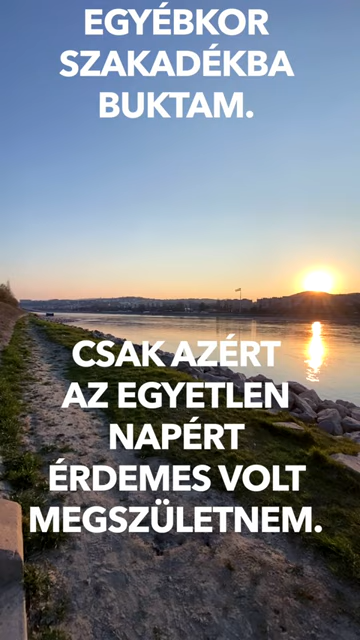 EGYÉBKOR
SZAKADÉKBA
BUKTAM.
CSAK AZÉRT
AZ EGYETLEN
NAPÉRT
ÉRDEMES VOLT
MEGSZÜLETNEM.